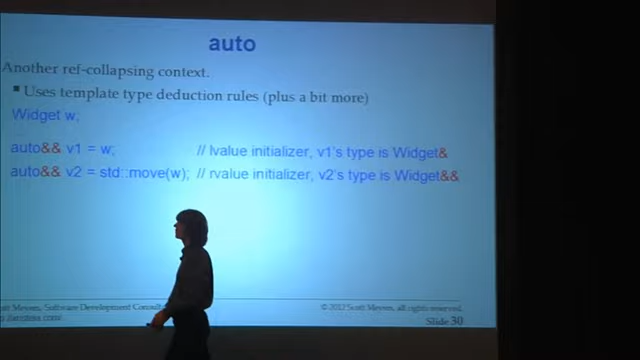 auto
Another ref-collapsing context.
▪ Uses template type deduction rules (plus a bit more)
Widget w;
auto&& v1 = w; // lvalue initializer, v1's type is Widget&
auto&& v2 = std::move(w); // rvalue initializer, v2's type is Widget&&
Software Development
© 2012 Scott Meyers, all rights reserved.
Slide 30